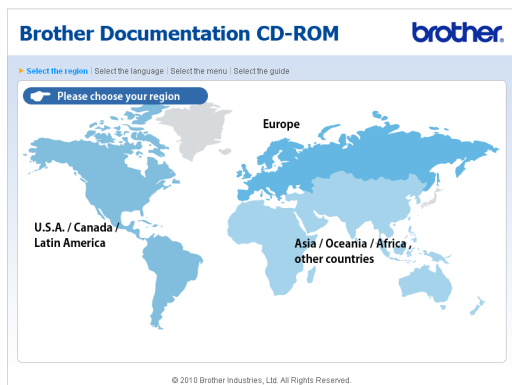 Brother Documentation CD-ROM
brother.
Select the region | Select the language | Select the menu | Select the guide
Please choose your region
Europe
U.S.A. / Canada /
Latin America
Asia / Oceania / Africa ,
other countries
© 2010 Brother Industries, Ltd. All Rights Reserved.